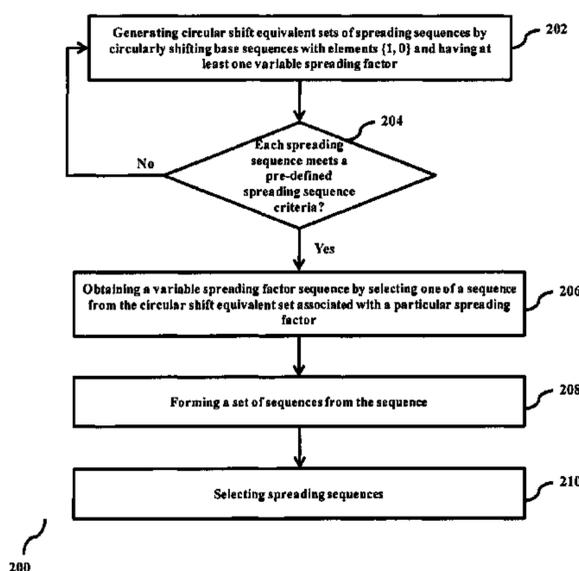 Generating circular shift equivalent sets of spreading sequences by
circularly shifting base sequences with elements {1, 0} and having at
least one variable spreading factor
202
204
Each spreading
sequence meets a
pre-defined
spreading sequence
criteria?
No
Yes
Obtaining a variable spreading factor sequence by selecting one of a sequence
from the circular shift equivalent set associated with a particular spreading
factor
206
Forming a set of sequences from the sequence
208
Selecting spreading sequences
210
200